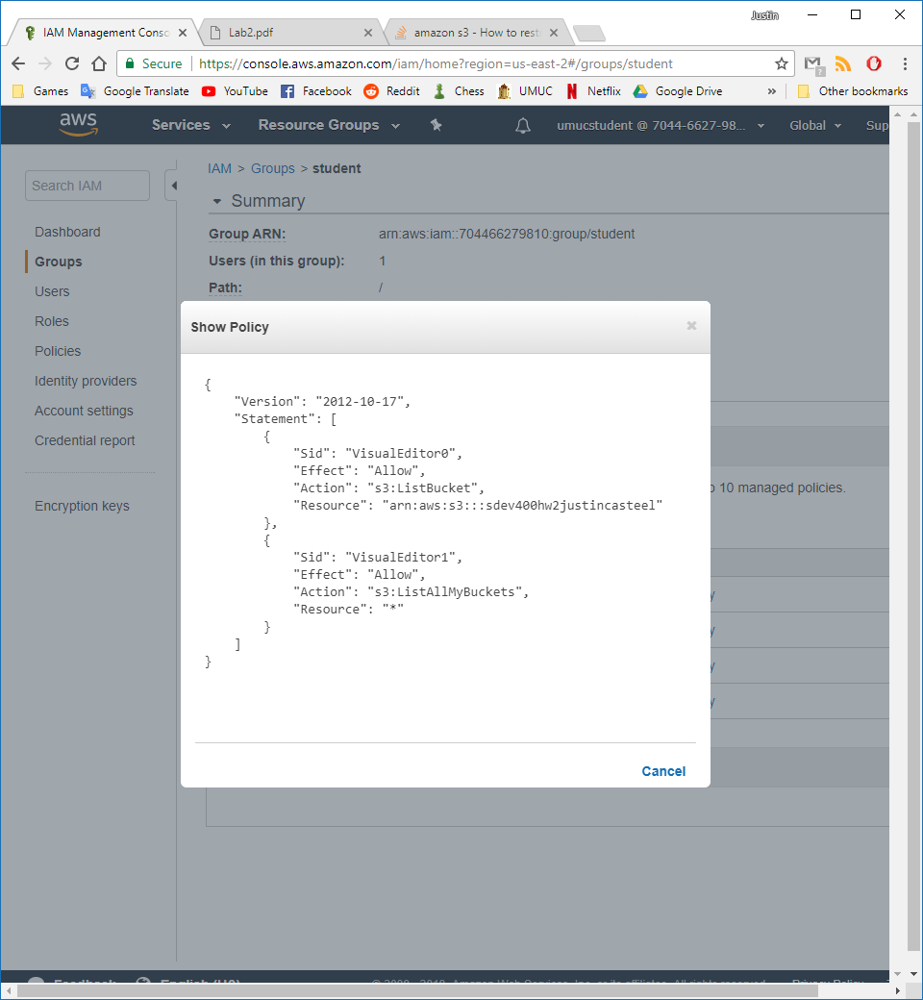 Justin
IAM Management Conso
Lab2.pdf
amazon s3 - How to rest
Secure
https://console.aws.amazon.com/iam/home?region=us-east-2#/groups/student
Games
Google Translate
YouTube
Facebook
Reddit
Chess
UMUC
Netflix
Google Drive
»
Other bookmarks
aws
Services
Resource Groups
umucstudent @ 7044-6627-98...
Global
Sup
Search IAM
Dashboard
Groups
Users
Roles
Policies
Identity providers
Account settings
Credential report
Encryption keys
IAM > Groups > student
Summary
Group ARN: arn:aws:iam::704466279810:group/student
Users (in this group): 1
Path: /
Show Policy
{
"Version": "2012-10-17",
"Statement": [
{
"Sid": "VisualEditor0",
"Effect": "Allow",
"Action": "s3:ListBucket",
"Resource": "arn:aws:s3:::sdev400hw2justincasteel"
},
{
"Sid": "VisualEditor1",
"Effect": "Allow",
"Action": "s3:ListAllMyBuckets",
"Resource": "*"
}
]
}
10 managed policies.
Cancel
Feedback
English (US)
Privacy Policy